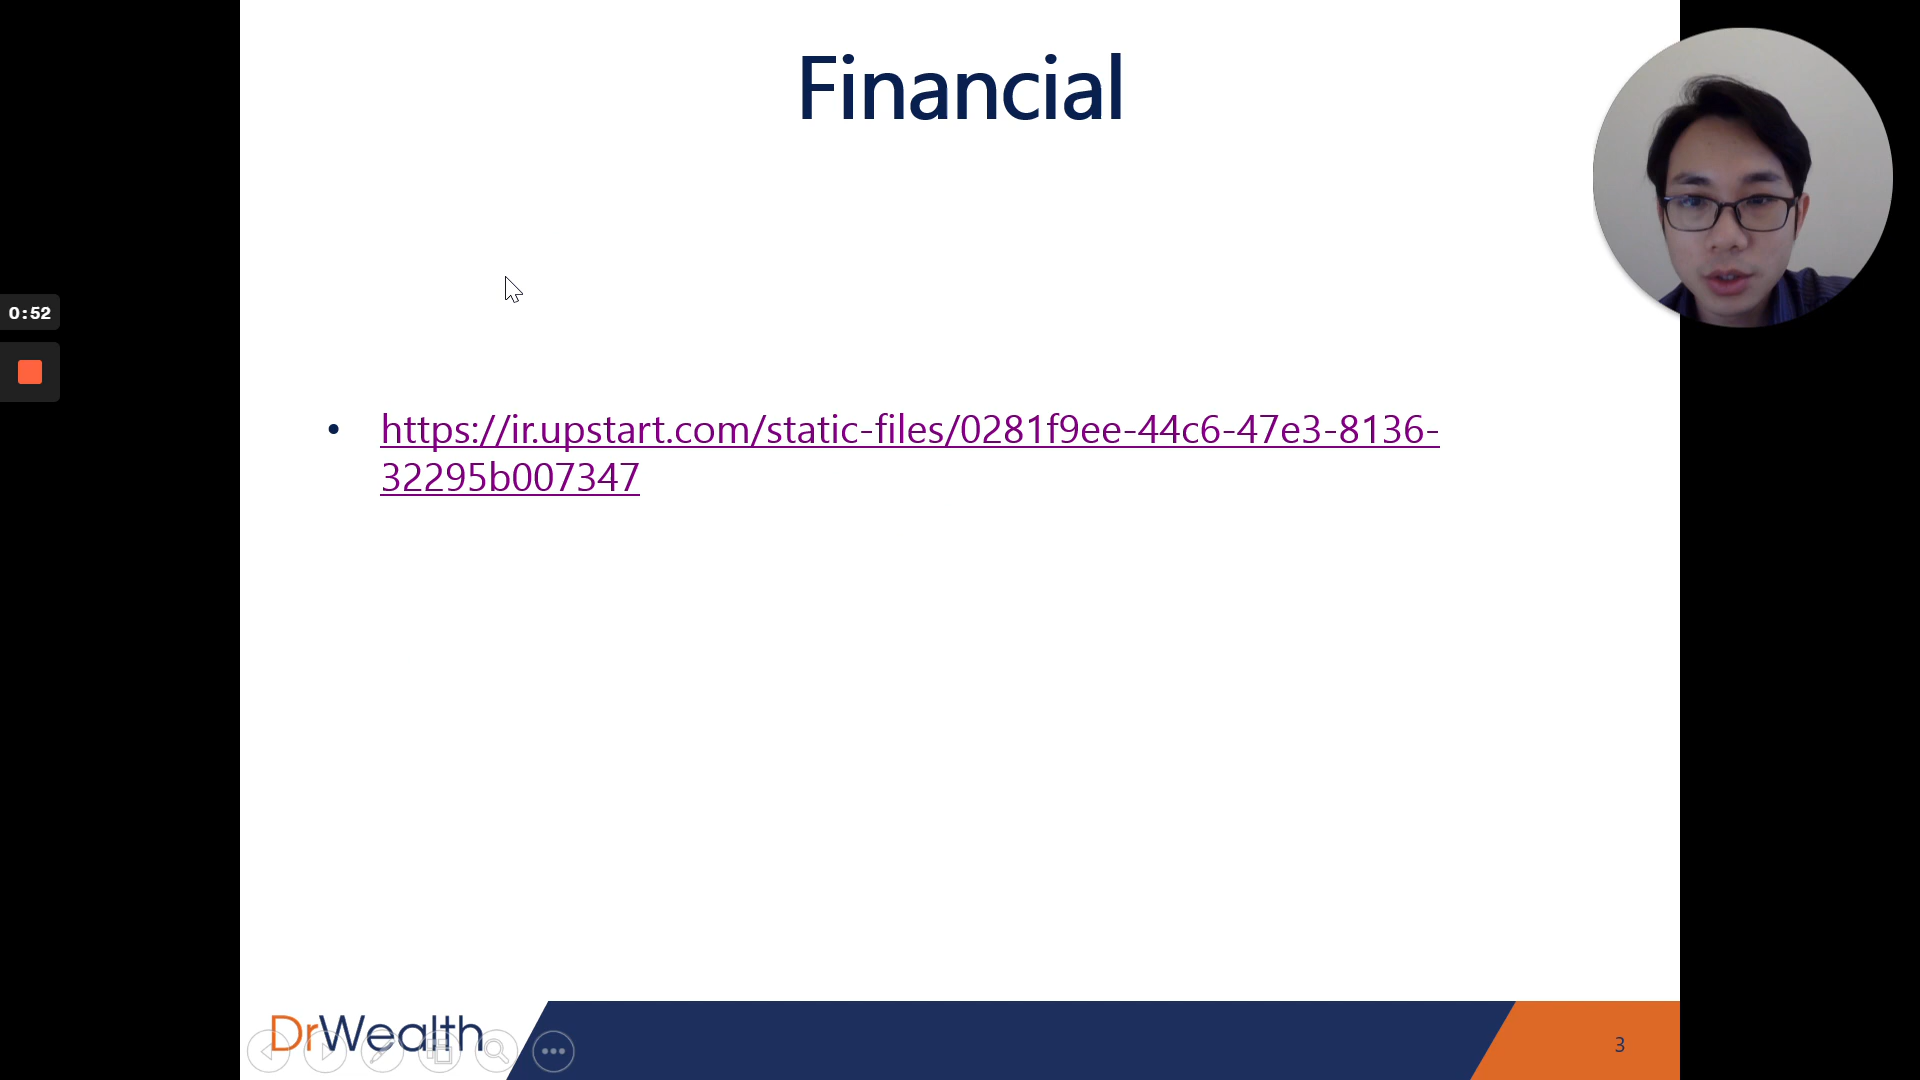 Financial
0:52
• https://ir.upstart.com/static-files/0281f9ee-44c6-47e3-8136-
32295b007347
DrWealth
3